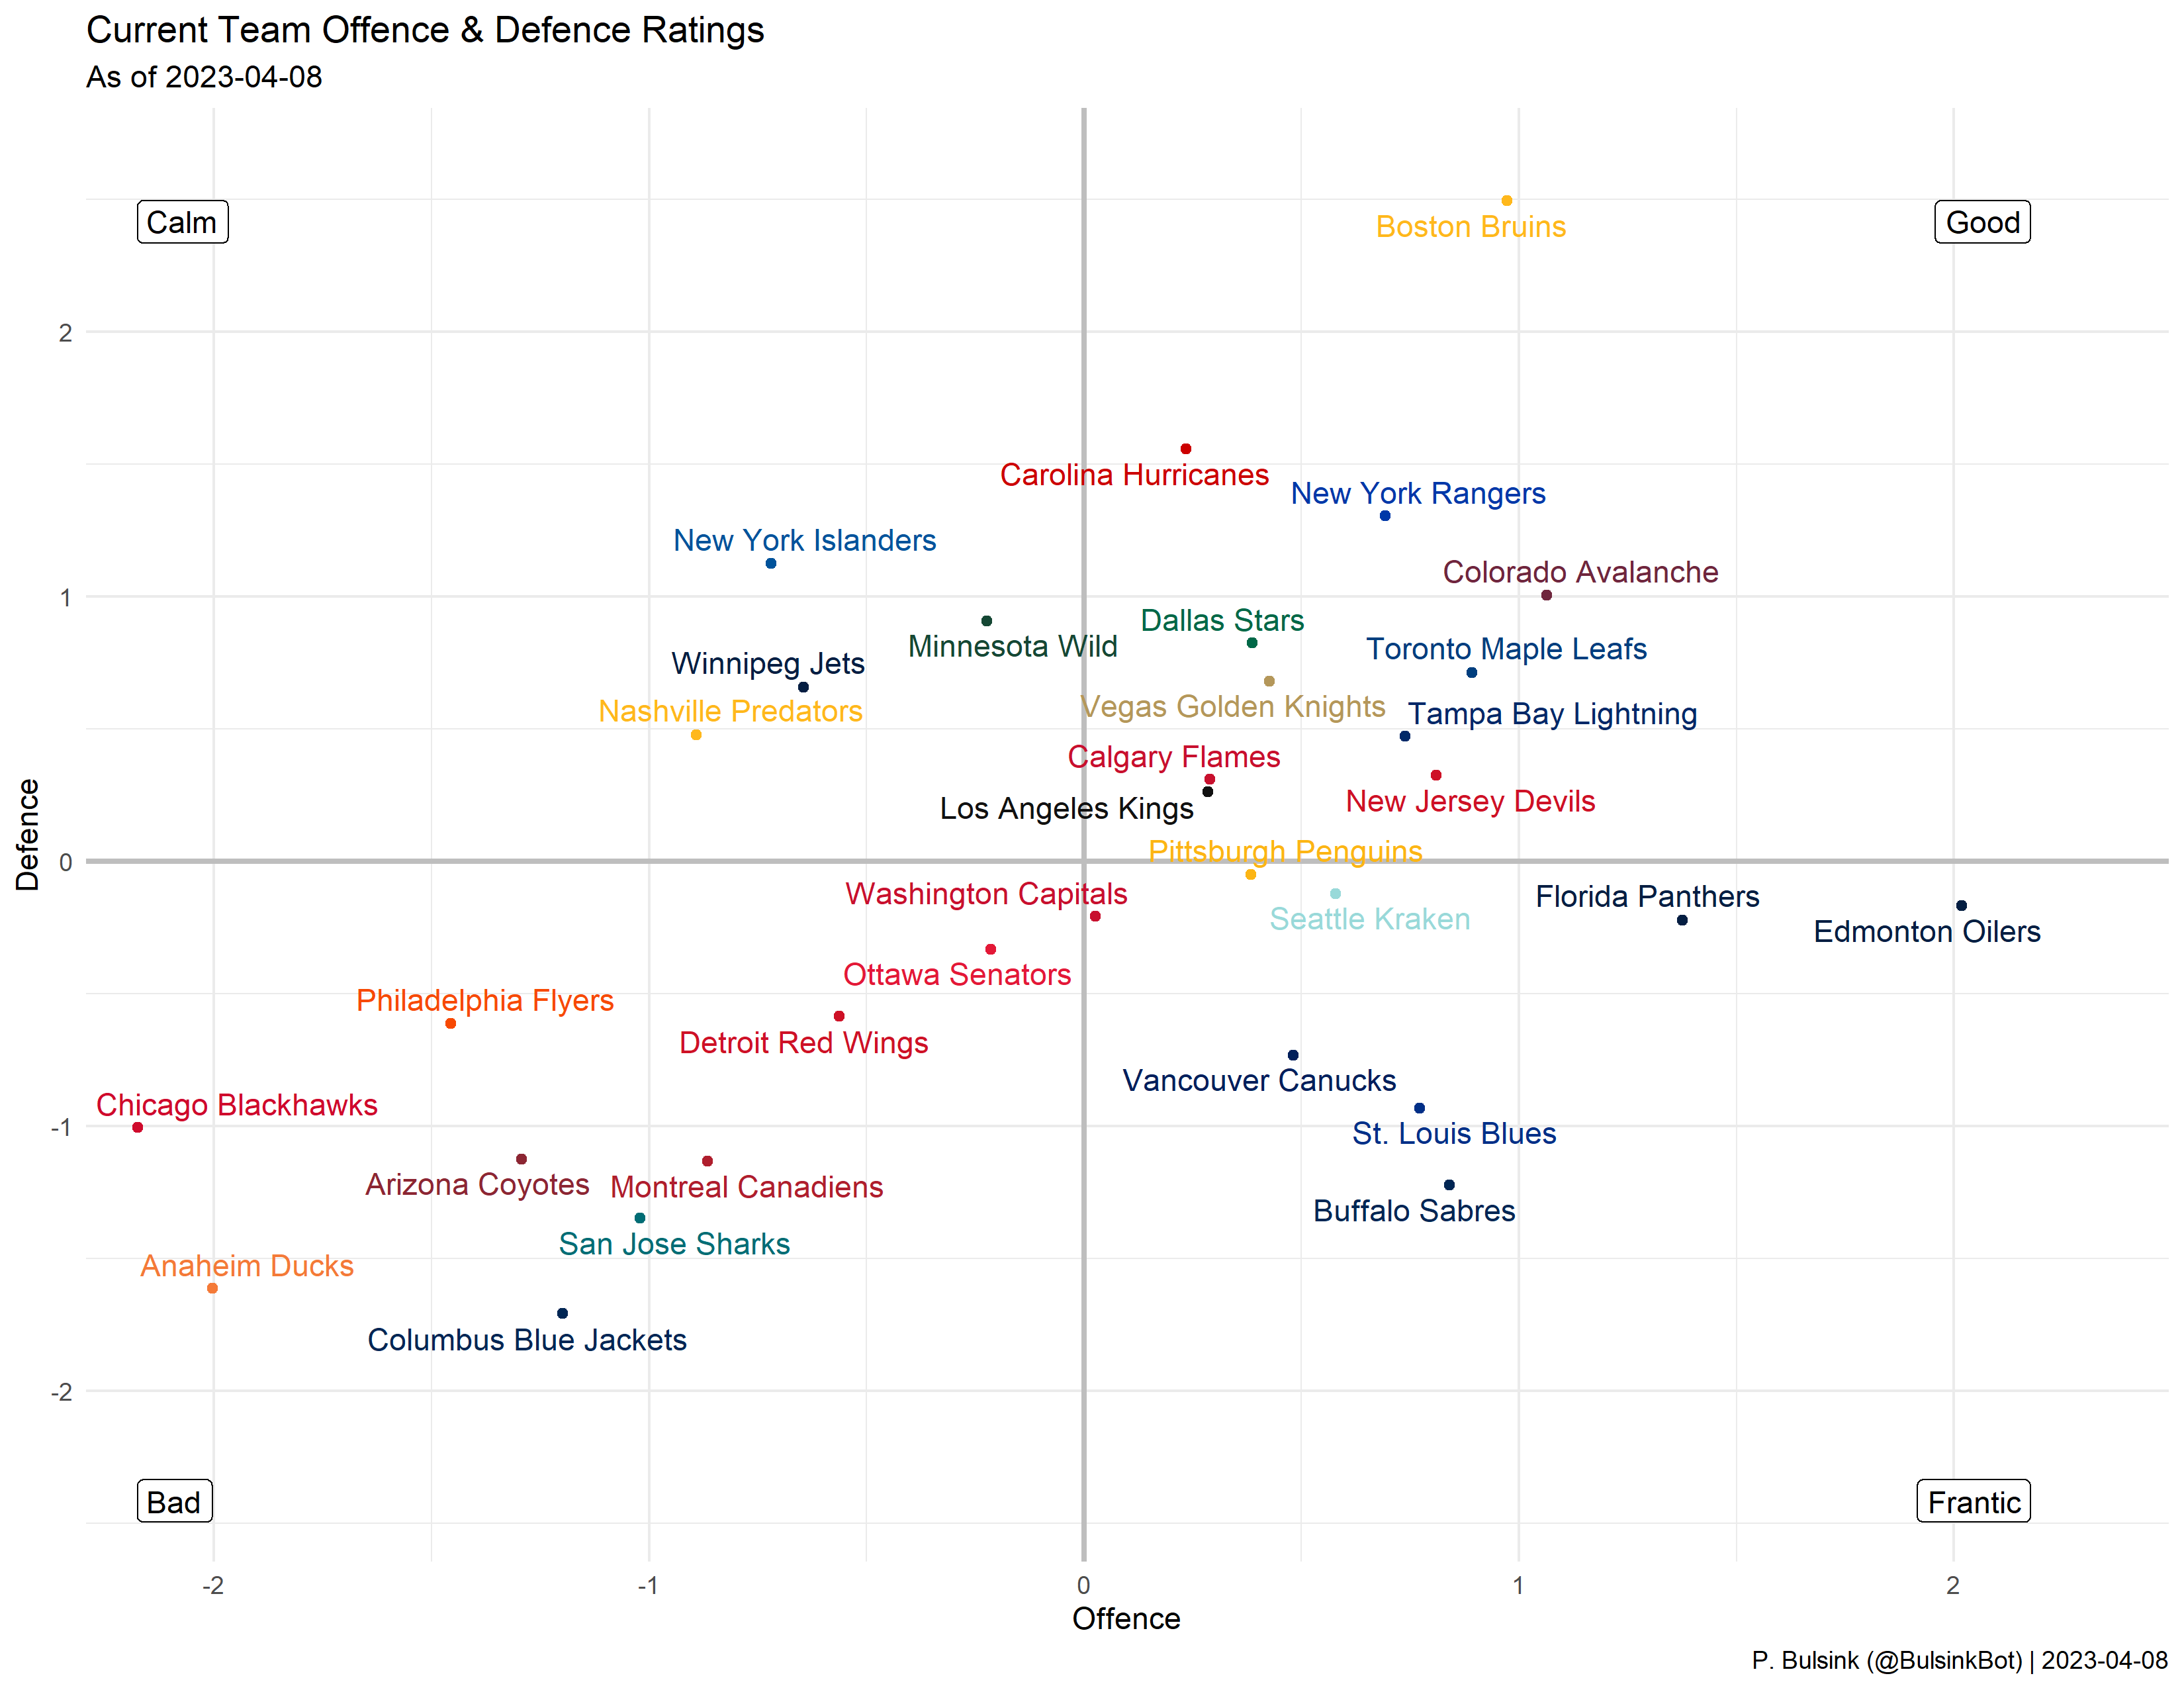 Current Team Offence & Defence Ratings
As of 2023-04-08
Calm
Good
Boston Bruins
2
Carolina Hurricanes
New York Rangers
New York Islanders
Colorado Avalanche
1
Dallas Stars
Minnesota Wild
Toronto Maple Leafs
Winnipeg Jets
Nashville Predators
Vegas Golden Knights
Tampa Bay Lightning
Calgary Flames
Los Angeles Kings
New Jersey Devils
Defence
0
Pittsburgh Penguins
Washington Capitals
Seattle Kraken
Florida Panthers
Edmonton Oilers
Ottawa Senators
Philadelphia Flyers
Detroit Red Wings
Vancouver Canucks
Chicago Blackhawks
-1
St. Louis Blues
Arizona Coyotes
Montreal Canadiens
Buffalo Sabres
San Jose Sharks
Anaheim Ducks
Columbus Blue Jackets
-2
Bad
Frantic
-2
-1
0
1
2
Offence
P. Bulsink (@BulsinkBot) | 2023-04-08